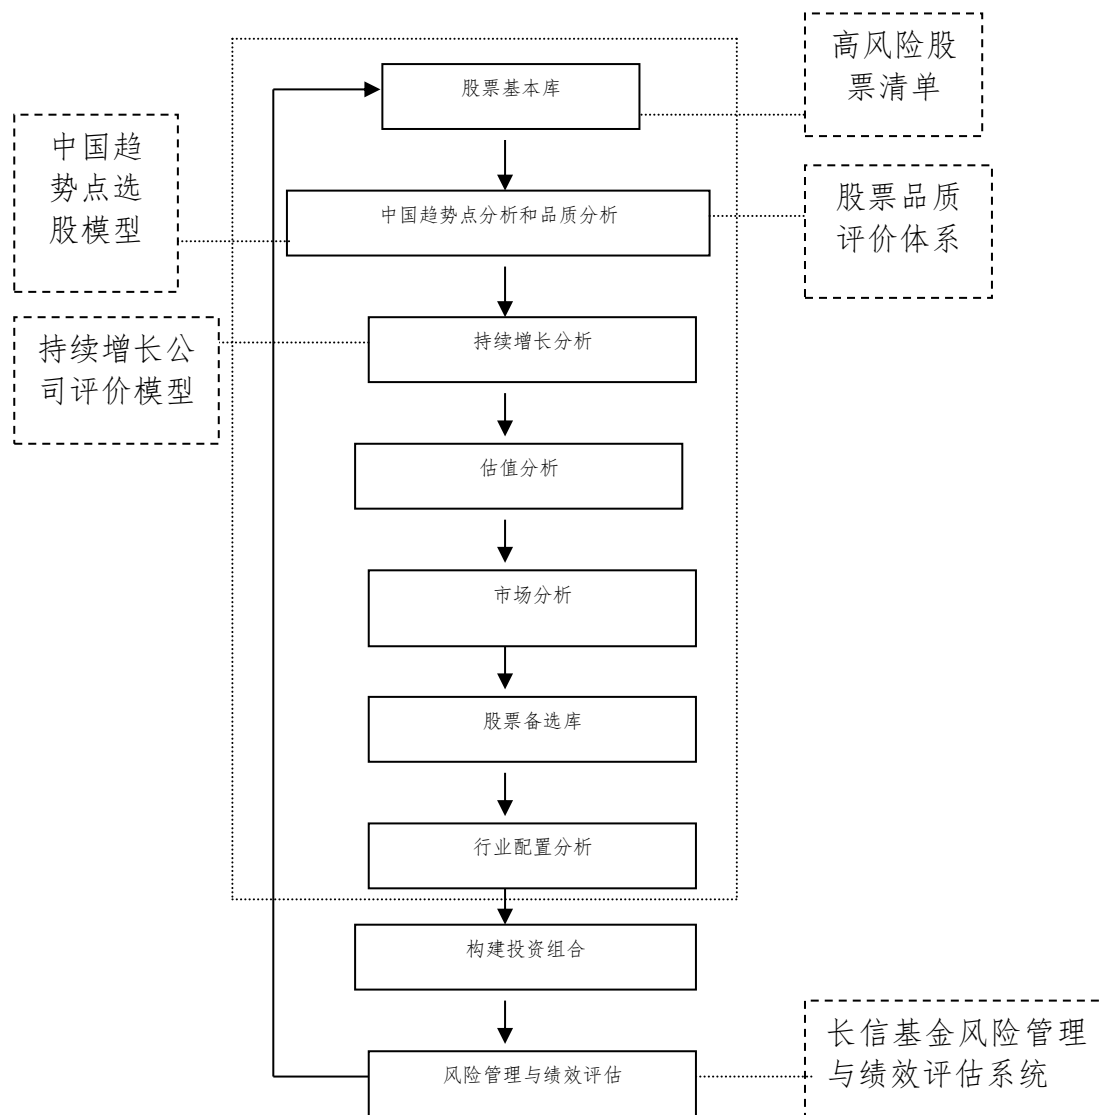 高风险股
票清单
股票基本库
中国趋
势点选
股模型
中国趋势点分析和品质分析
股票品质
评价体系
持续增长公
司评价模型
持续增长分析
估值分析
市场分析
股票备选库
行业配置分析
构建投资组合
风险管理与绩效评估
长信基金风险管理
与绩效评估系统